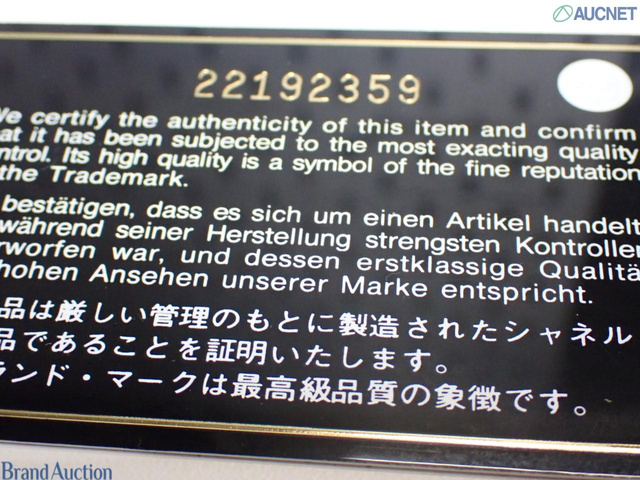 AUCNET
22192359
We certify the authenticity of this item and confirm
at it has been subjected to the most exacting quality
ntrol. Its high quality is a symbol of the fine reputation
the Trademark.
bestätigen, dass es sich um einen Artikel handelt
während seiner Herstellung strengsten Kontrollen
rworfen war, und dessen erstklassige Qualitä
hohen Ansehen unserer Marke entspricht.
品は厳しい管理のもとに製造されたシャネル
品であることを証明いたします。
ランド・マークは最高級品質の象徴です。
Brand Auction